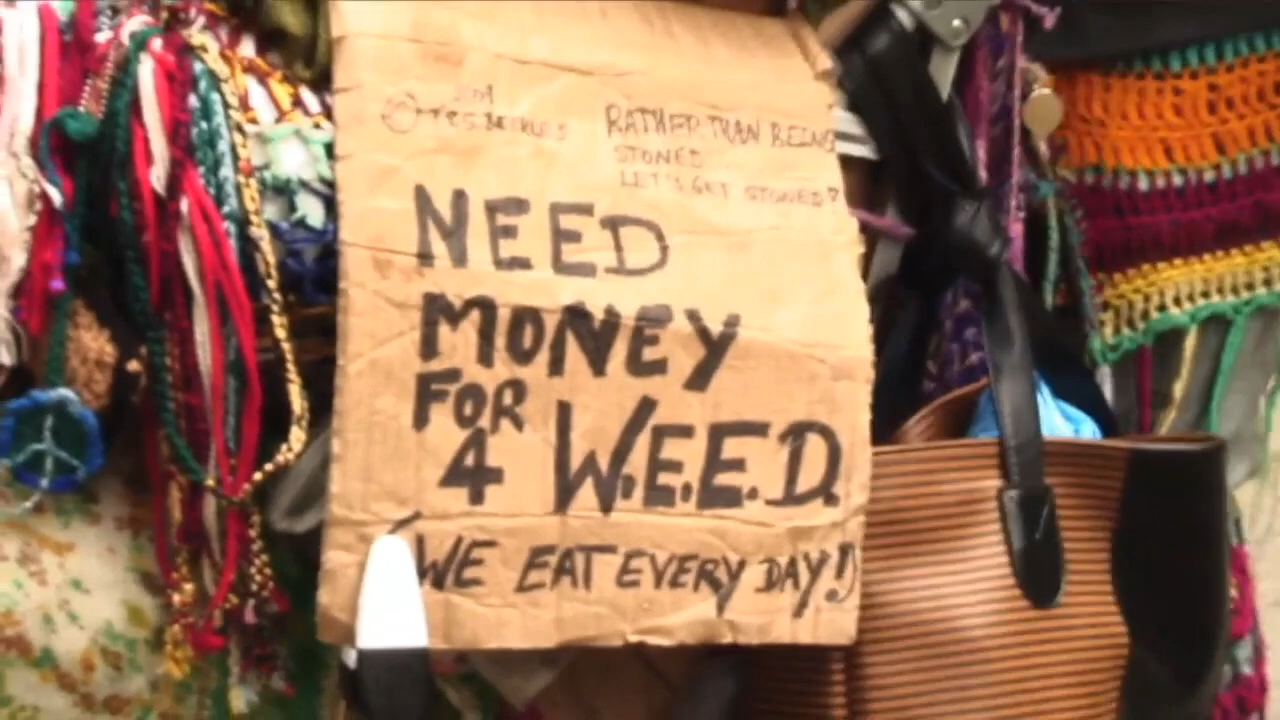 RATHER THAN BEING
STONED
LET'S GET STONED?
NEED
MONEY
FOR
4 W.E.E.D.
(WE EAT EVERY DAY!)